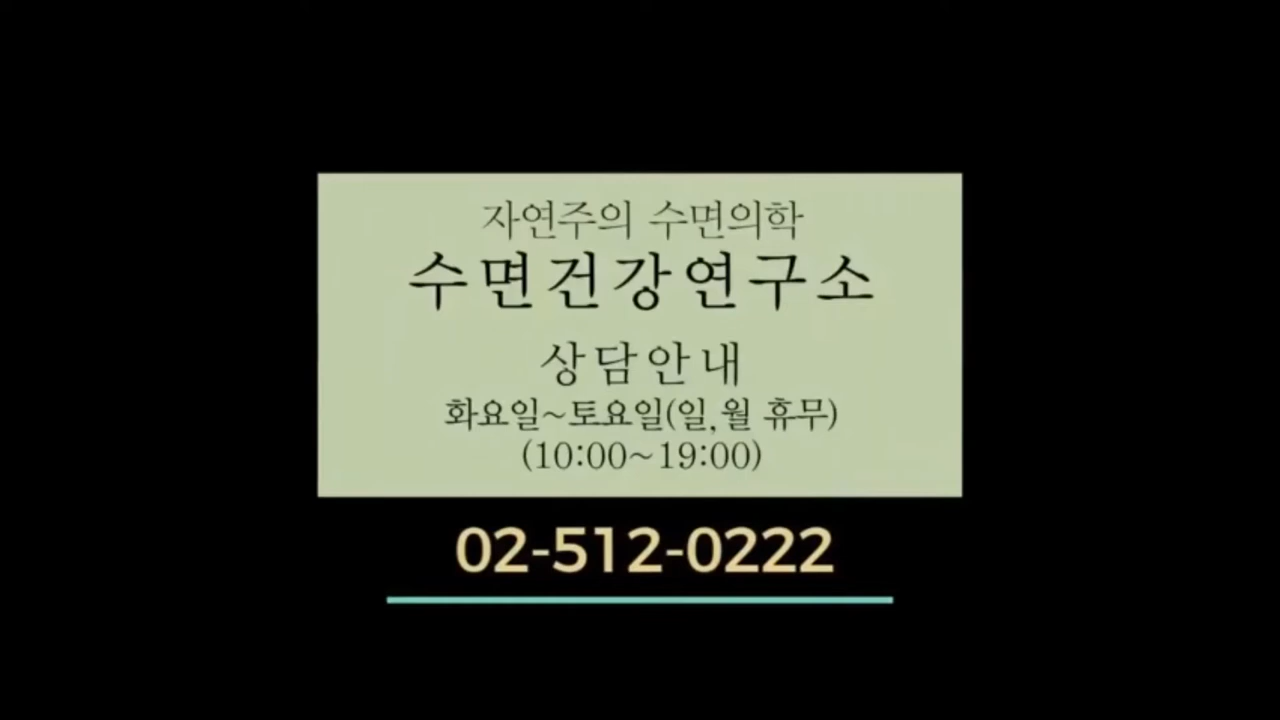 자연주의 수면의학
수면건강연구소
상담안내
화요일~토요일(일,월 휴무)
(10:00~19:00)
02-512-0222